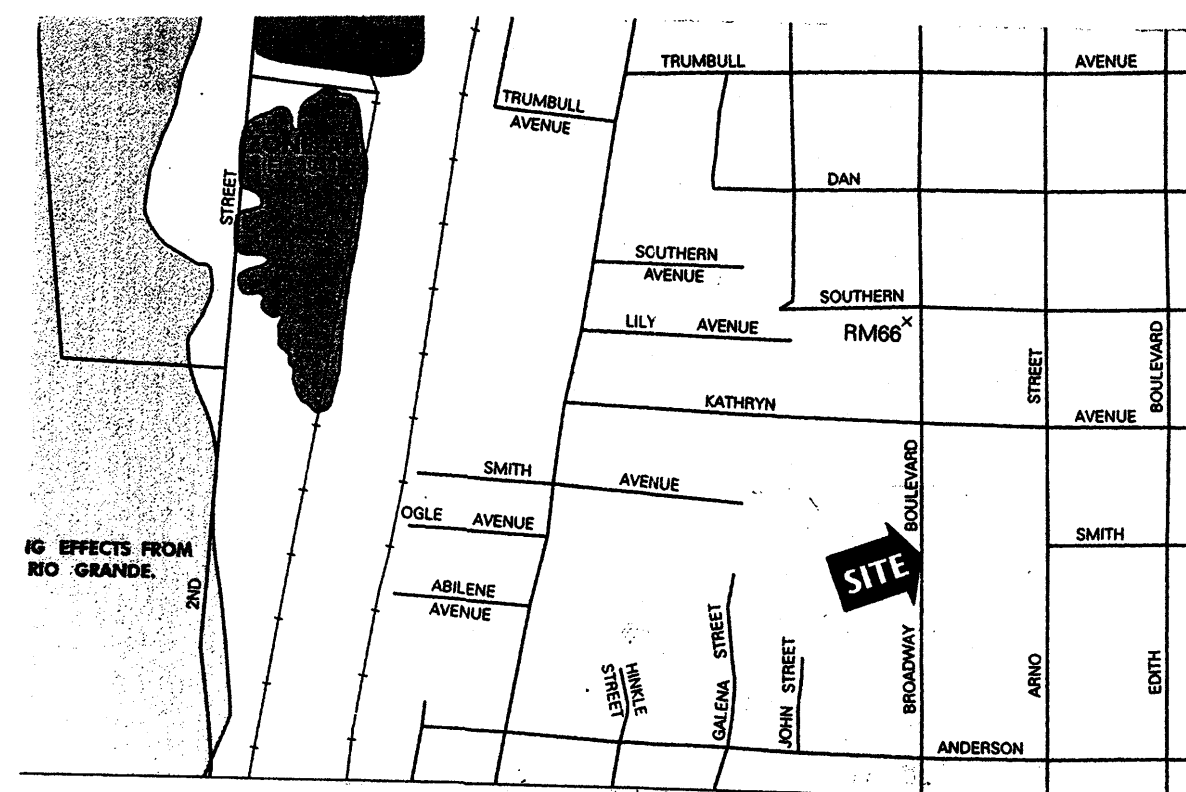 TRUMBULL AVENUE
TRUMBULL
AVENUE
STREET
DAN
SOUTHERN
AVENUE
SOUTHERN
LILY AVENUE
RM66 x
STREET
BOULEVARD
KATHRYN AVENUE
SMITH AVENUE
BOULEVARD
OGLE AVENUE
SMITH
IG EFFECTS FROM
RIO GRANDE.
SITE
2ND
ABILENE
AVENUE
HINKLE
STREET
GALENA STREET
JOHN STREET
BROADWAY
ARNO
EDITH
ANDERSON